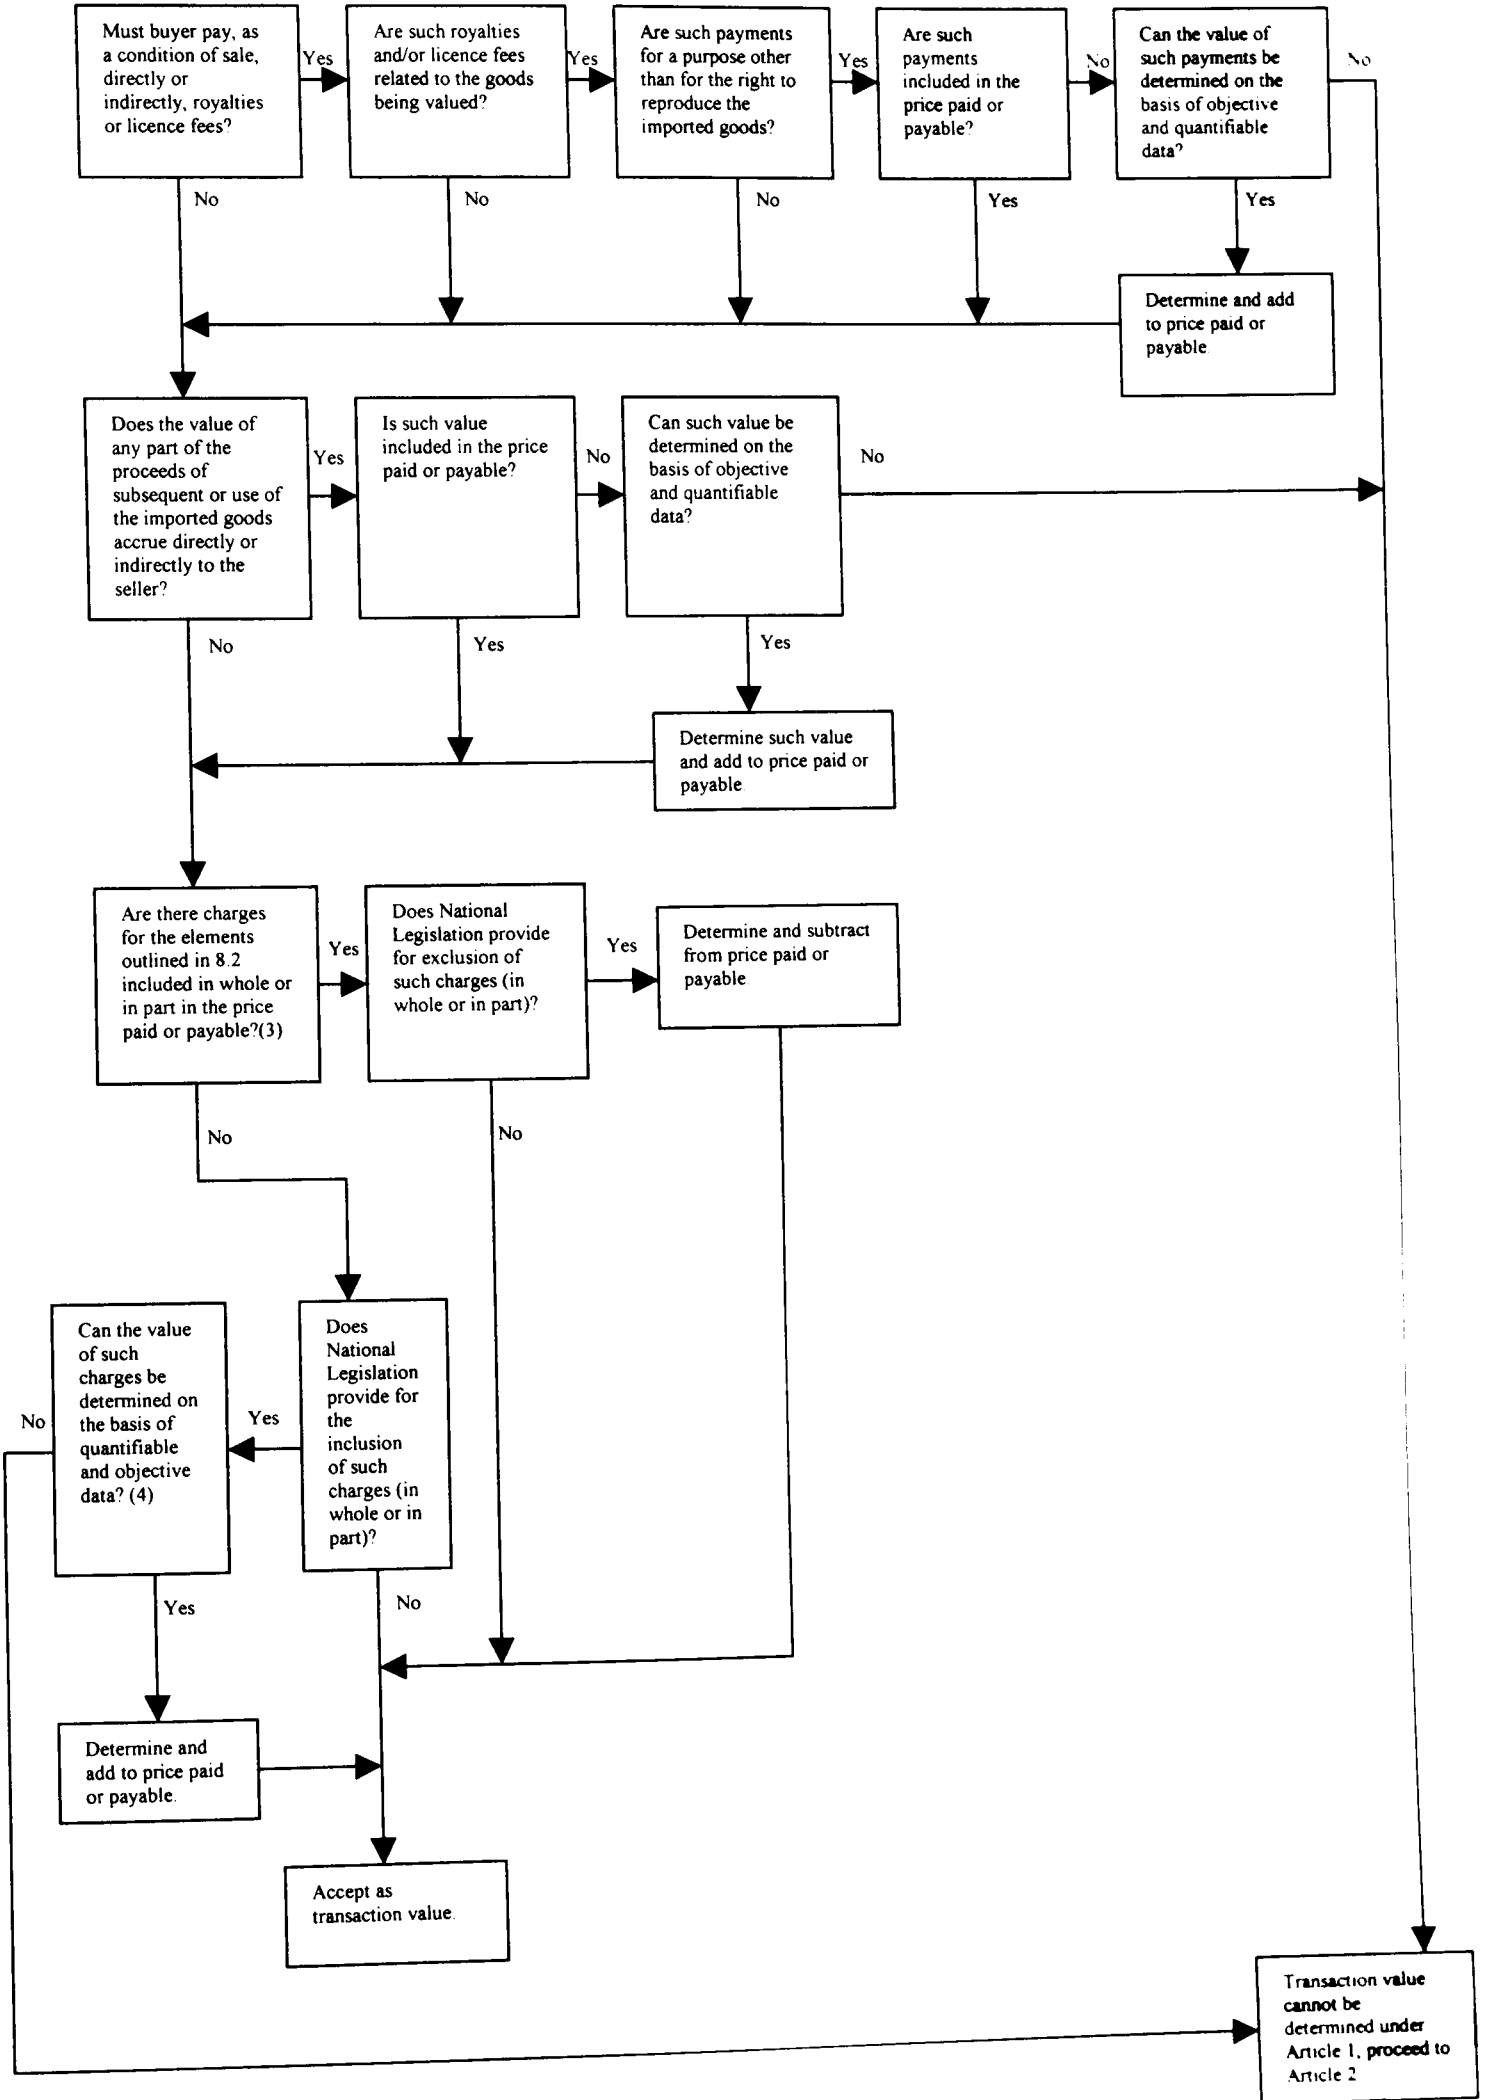 Must buyer pay, as
a condition of sale,
directly or
indirectly, royalties
or licence fees?
Yes
No
Are such royalties
and/or licence fees
related to the goods
being valued?
Yes
No
Are such payments
for a purpose other
than for the right to
reproduce the
imported goods?
Yes
No
Are such
payments
included in the
price paid or
payable?
No
Yes
Can the value of
such payments be
determined on the
basis of objective
and quantifiable
data?
No
Yes
Determine and add
to price paid or
payable.
Does the value of
any part of the
proceeds of
subsequent or use of
the imported goods
accrue directly or
indirectly to the
seller?
Yes
No
Is such value
included in the price
paid or payable?
No
Yes
Can such value be
determined on the
basis of objective
and quantifiable
data?
No
Yes
Determine such value
and add to price paid or
payable.
Are there charges
for the elements
outlined in 8.2
included in whole or
in part in the price
paid or payable?(3)
Yes
No
Does National
Legislation provide
for exclusion of
such charges (in
whole or in part)?
Yes
No
Determine and subtract
from price paid or
payable.
Can the value
of such
charges be
determined on
the basis of
quantifiable
and objective
data? (4)
No
Yes
Does
National
Legislation
provide for
the
inclusion
of such
charges (in
whole or in
part)?
Yes
No
Determine and
add to price paid
or payable.
Accept as
transaction value.
Transaction value
cannot be
determined under
Article 1, proceed to
Article 2